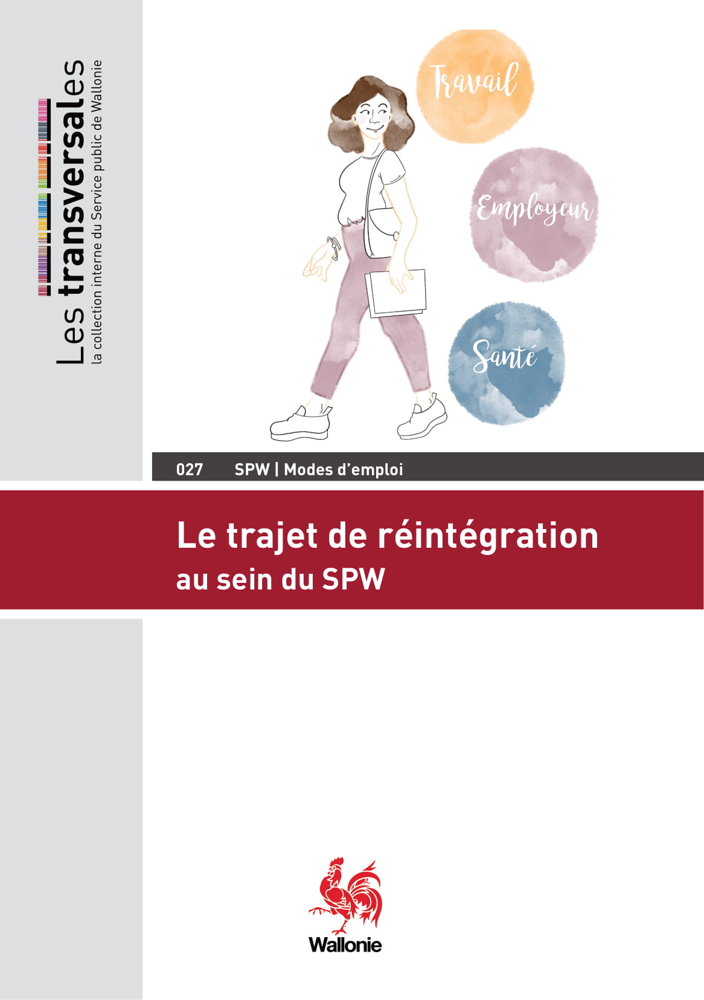 Les transversales
la collection interne du Service public de Wallonie
Travail
Employeur
Santé
027 SPW | Modes d’emploi
Le trajet de réintégration
au sein du SPW
Wallonie